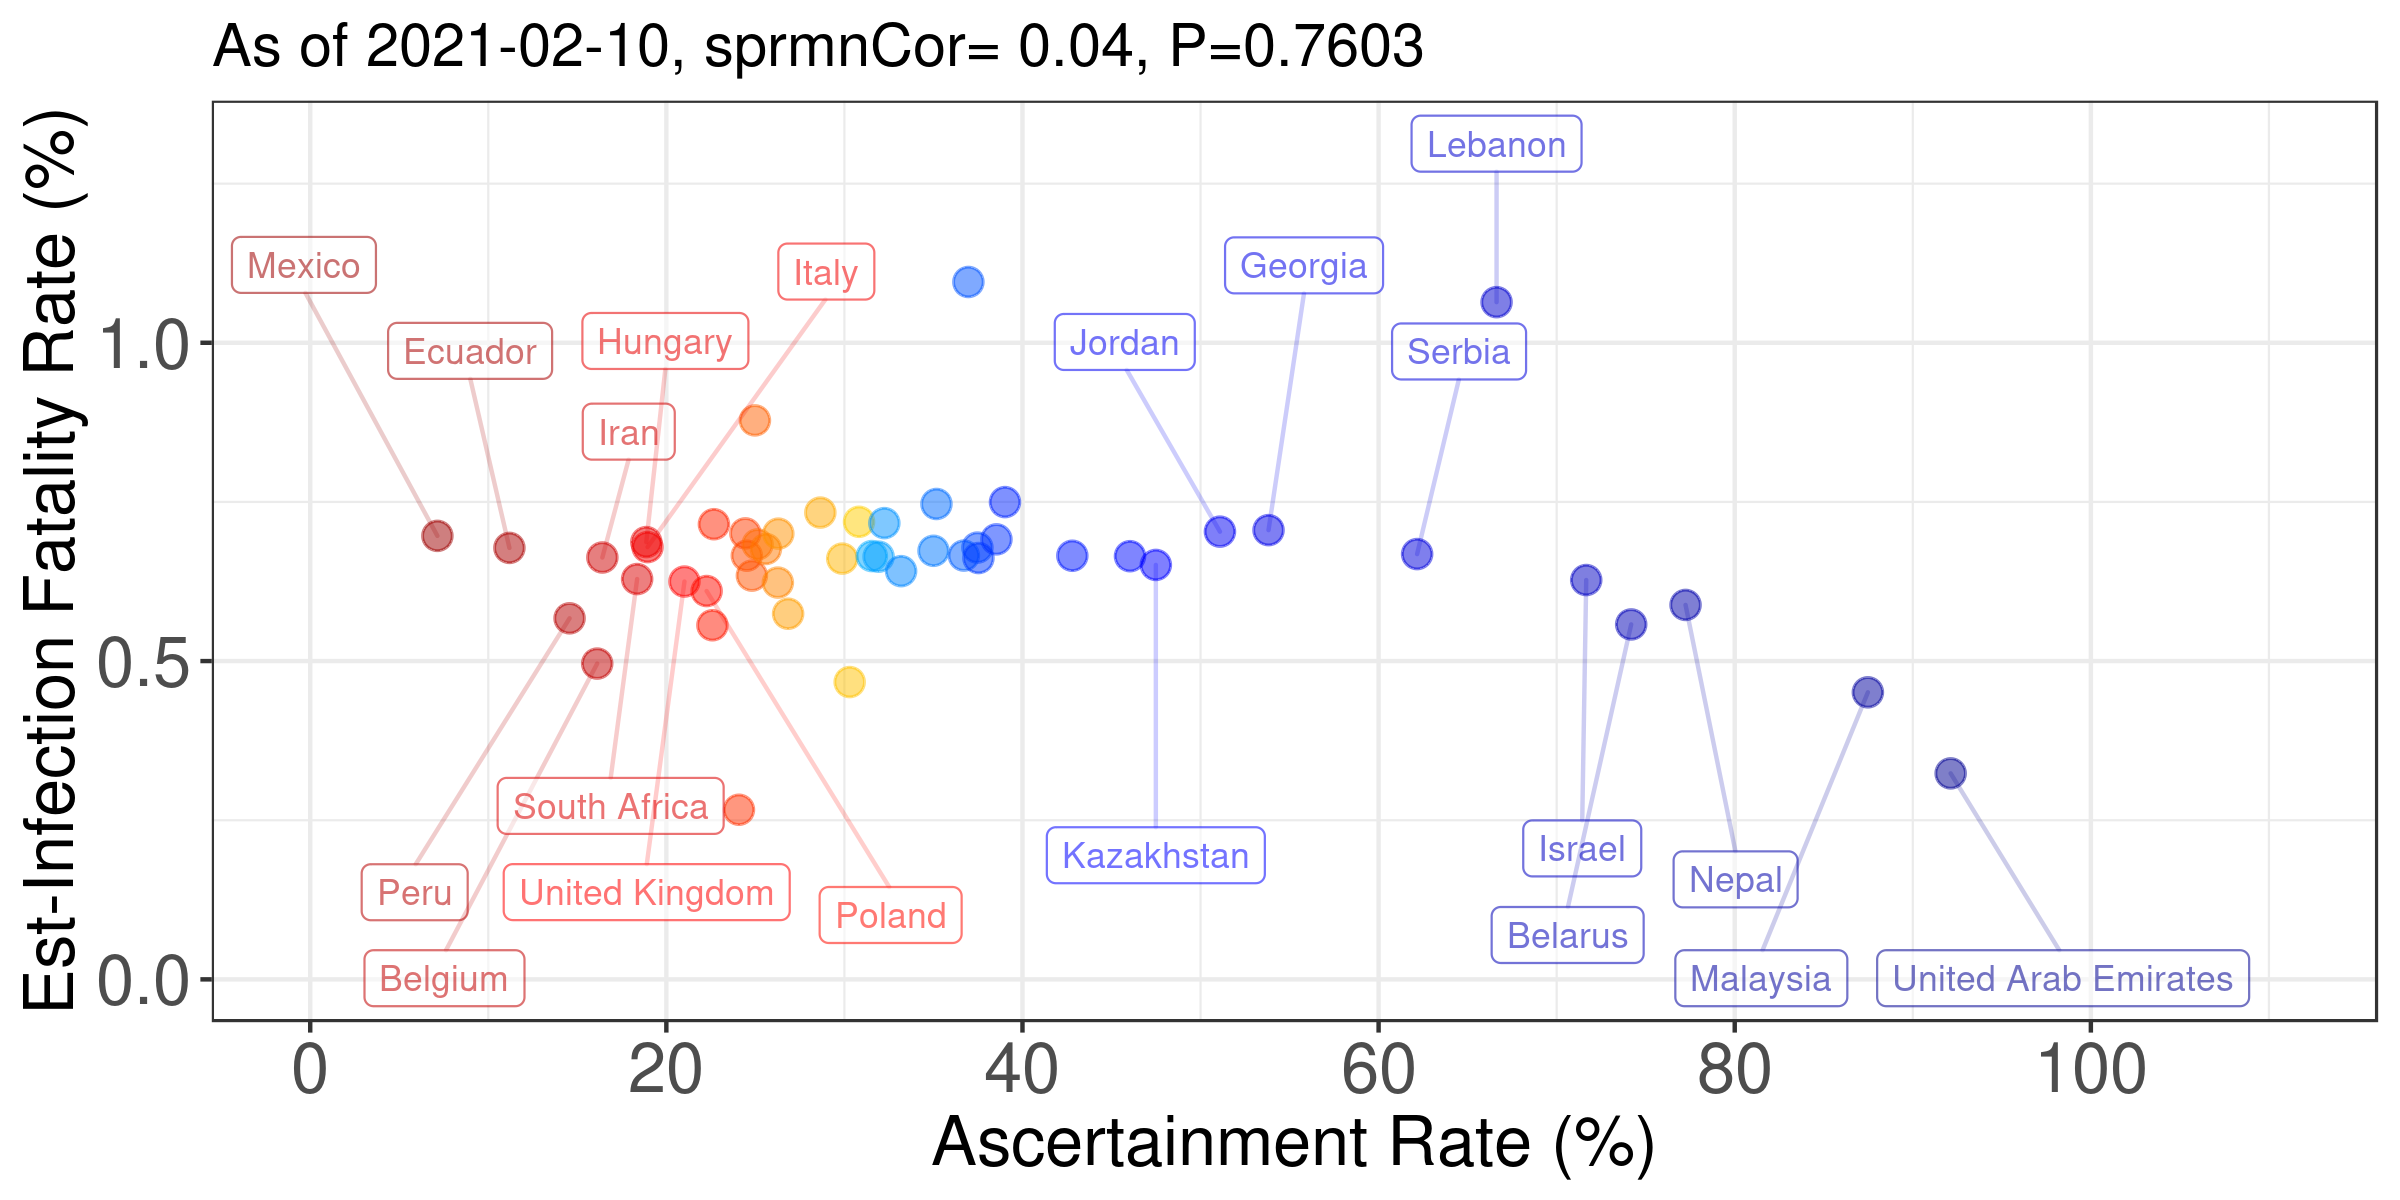 As of 2021-02-10, sprmnCor= 0.04, P=0.7603
Est-Infection Fatality Rate (%)
Lebanon
Mexico
Italy
Georgia
Hungary
Jordan
Ecuador
Serbia
1.0
Iran
0.5
South Africa
Kazakhstan
Israel
Nepal
Peru
United Kingdom
Poland
Belarus
Belgium
Malaysia
United Arab Emirates
0.0
0 20 40 60 80 100
Ascertainment Rate (%)